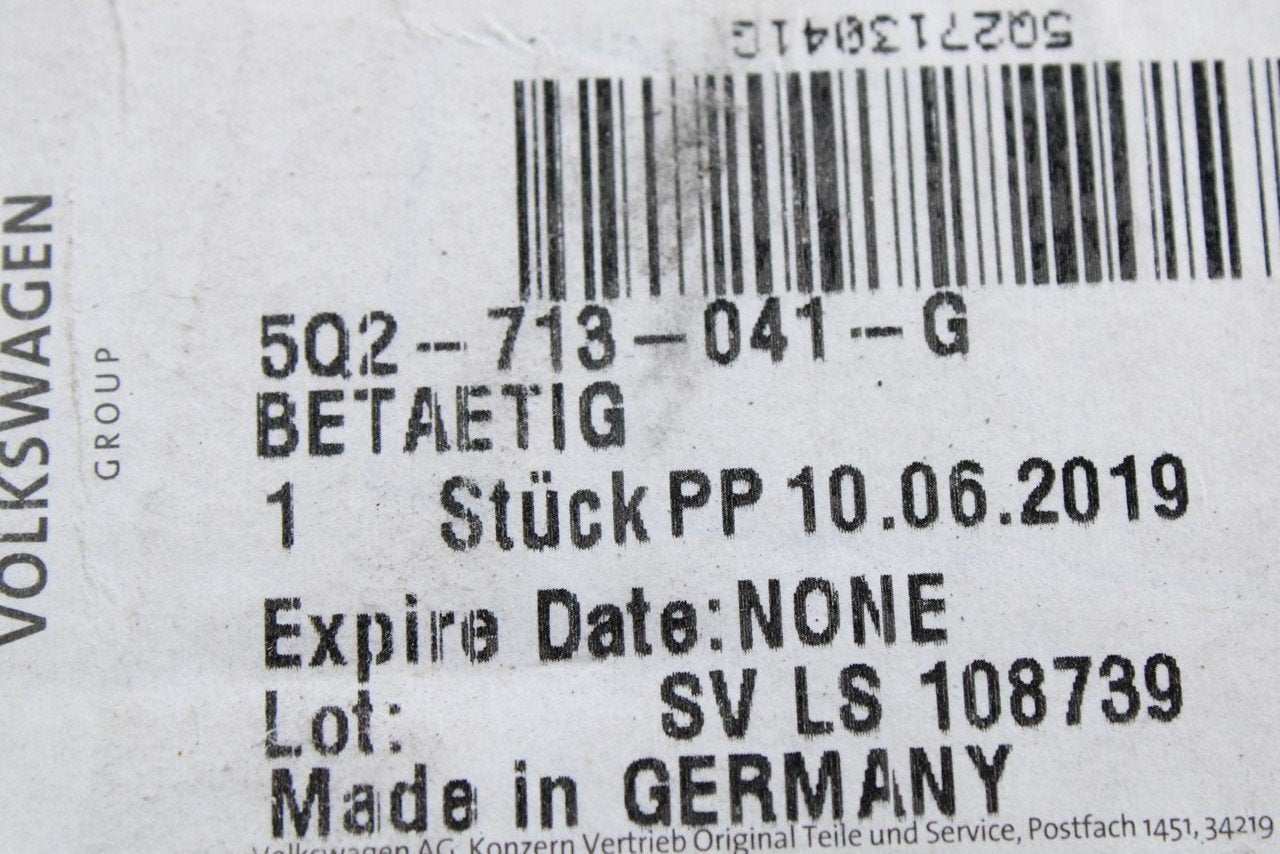 5Q2713041G
VOLKSWAGEN
GROUP
5Q2-713-041-G
BETAETIG
1 Stück PP 10.06.2019
Expire Date:NONE
Lot: SV LS 108739
Made in GERMANY
Volkswagen AG, Konzern Vertrieb Original Teile und Service, Postfach 1451, 34219